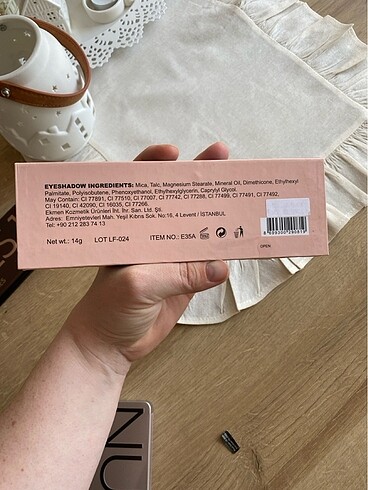 EYESHADOW INGREDIENTS: Mica, Talc, Magnesium Stearate, Mineral Oil, Dimethicone, Ethylhexyl
Palmitate, Polyisobutene, Phenoxyethanol, Ethylhexylglycerin, Caprylyl Glycol.
May Contain: CI 77891, CI 77510, CI 77007, CI 77742, CI 77288, CI 77499, CI 77491, CI 77492,
CI 19140, CI 42090, CI 16035, CI 77266.
Ekmen Kozmetik Ürünleri İht. İhr. San. Ltd. Şti.
Adres: Emniyetevleri Mah. Yeşil Kıbrıs Sok. No:16, 4 Levent / İSTANBUL
Tel: +90 212 283 74 13
Net wt.: 14g LOT LF-024 ITEM NO.: E35A
OPEN
NU